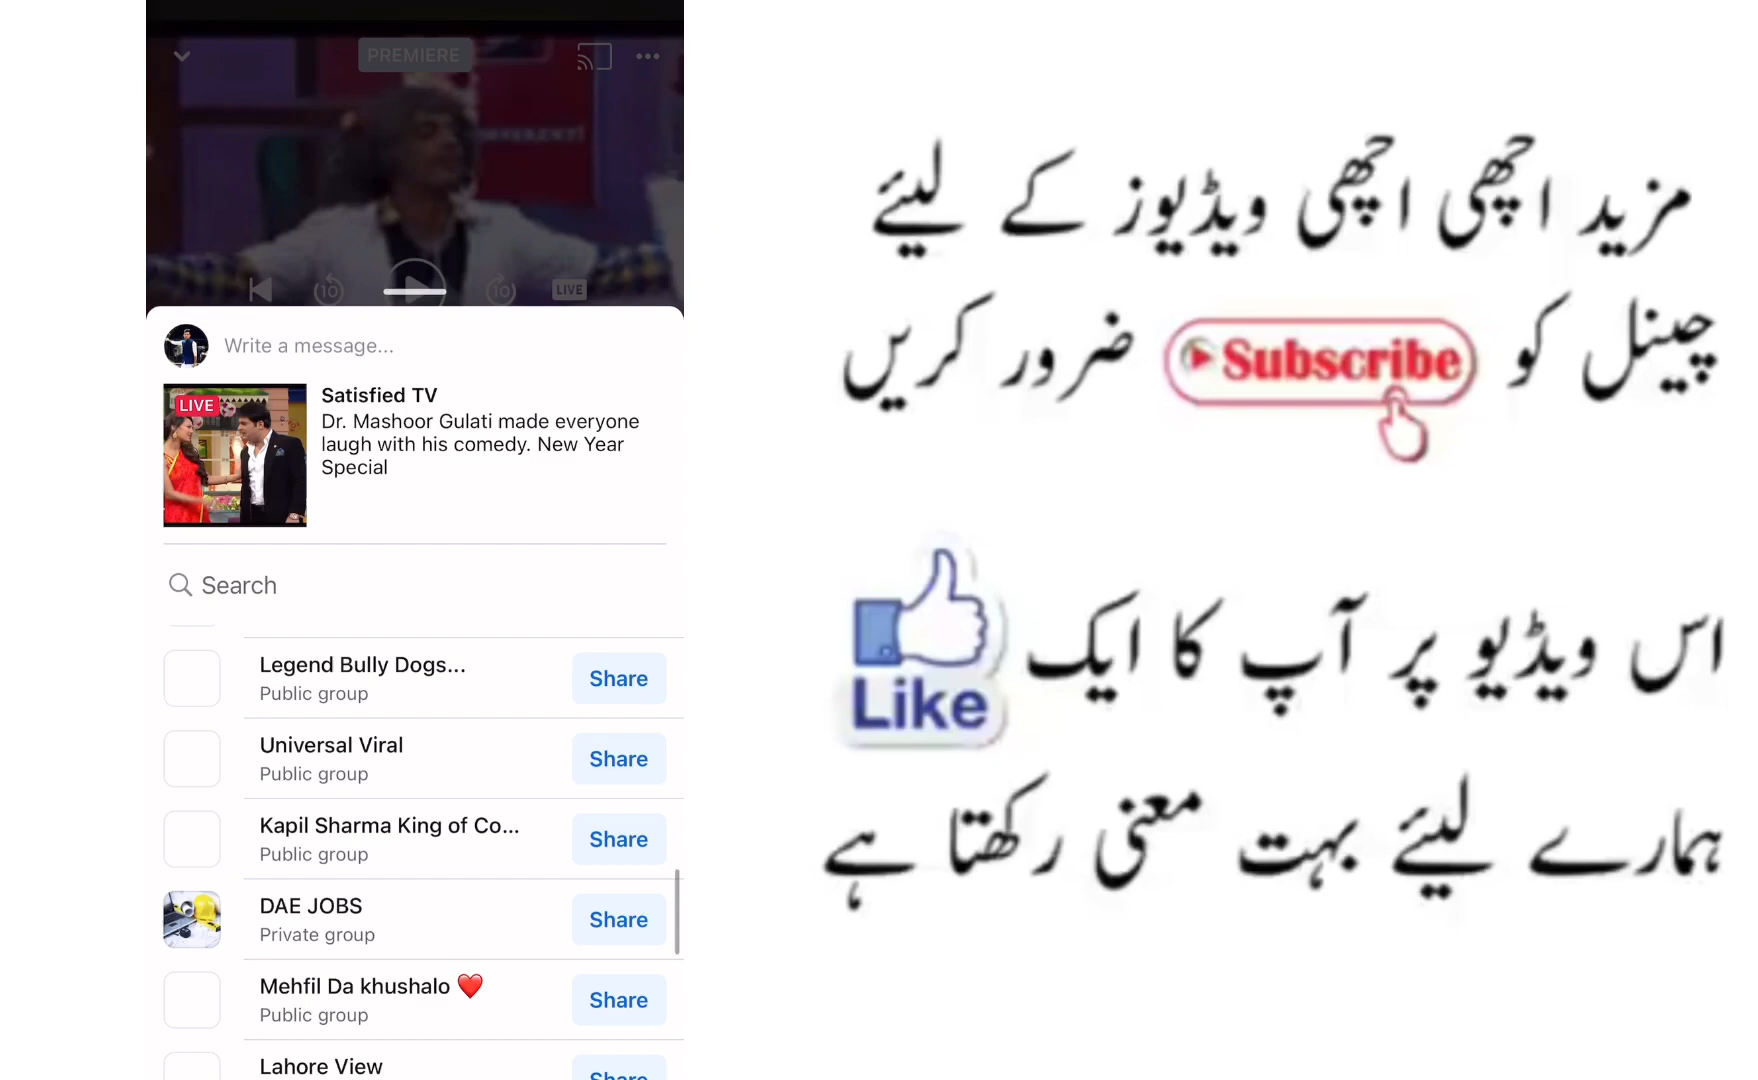 PREMIERE
10
10
LIVE
Write a message...
LIVE
Satisfied TV
Dr. Mashoor Gulati made everyone
laugh with his comedy. New Year
Special
Search
Legend Bully Dogs...
Public group
Share
Universal Viral
Public group
Share
Kapil Sharma King of Co...
Public group
Share
DAE JOBS
Private group
Share
Mehfil Da khushalo ❤️
Public group
Share
Lahore View
Share
مزید اچھی اچھی ویڈیوز کے لیئے
چینل کو Subscribe ضرور کریں
اس ویڈیو پر آپ کا ایک Like
ہمارے لیئے بہت معنی رکھتا ہے